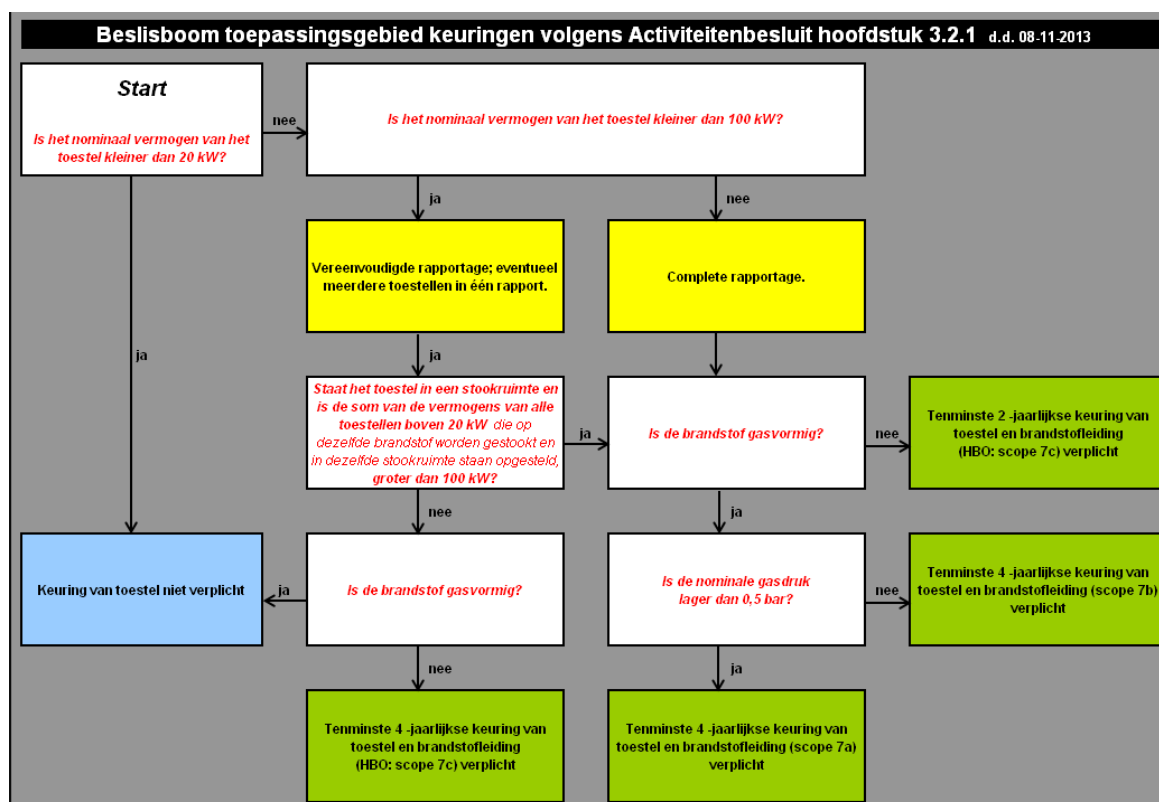 Beslisboom toepassingsgebied keuringen volgens Activiteitenbesluit hoofdstuk 3.2.1 d.d. 08-11-2013
Start
Is het nominaal vermogen van het
toestel kleiner dan 20 kW?
nee
Is het nominaal vermogen van het toestel kleiner dan 100 kW?
ja
nee
Vereenvoudigde rapportage; eventueel
meerdere toestellen in één rapport.
Complete rapportage.
ja
ja
Staat het toestel in een stookruimte en
is de som van de vermogens van alle
toestellen boven 20 kW die op
dezelfde brandstof worden gestookt en
in dezelfde stookruimte staan opgesteld,
groter dan 100 kW?
ja
Is de brandstof gasvormig?
nee
Tenminste 2 -jaarlijkse keuring van
toestel en brandstofleiding
(HBO: scope 7c) verplicht
nee
ja
Keuring van toestel niet verplicht
ja
Is de brandstof gasvormig?
Is de nominale gasdruk
lager dan 0,5 bar?
nee
Tenminste 4 -jaarlijkse keuring van
toestel en brandstofleiding (scope 7b)
verplicht
nee
ja
Tenminste 4 -jaarlijkse keuring van
toestel en brandstofleiding
(HBO: scope 7c) verplicht
Tenminste 4 -jaarlijkse keuring van
toestel en brandstofleiding (scope 7a)
verplicht